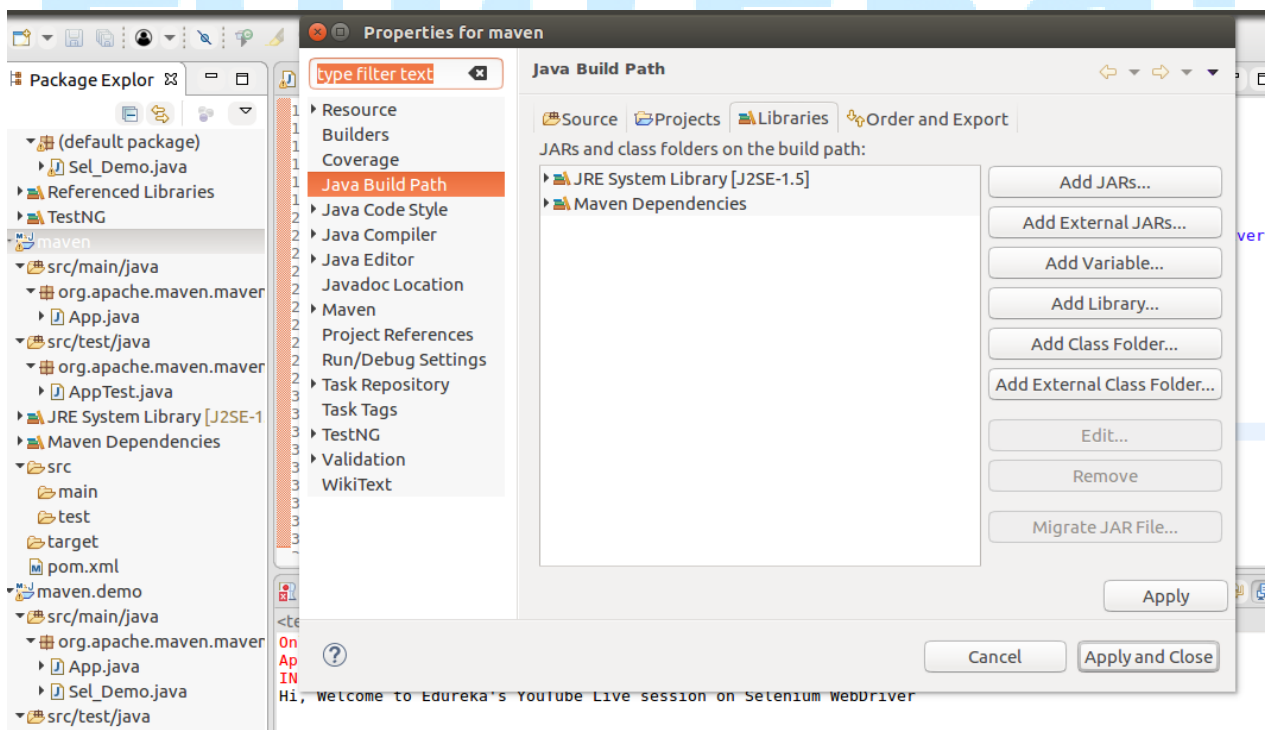 Properties for maven
Package Explor
(default package)
Sel_Demo.java
Referenced Libraries
TestNG
maven
src/main/java
org.apache.maven.maver
App.java
src/test/java
org.apache.maven.maver
AppTest.java
JRE System Library [J2SE-1
Maven Dependencies
src
main
test
target
pom.xml
maven.demo
src/main/java
org.apache.maven.maver
App.java
Sel_Demo.java
src/test/java
type filter text
Resource
Builders
Coverage
Java Build Path
Java Code Style
Java Compiler
Java Editor
Javadoc Location
Maven
Project References
Run/Debug Settings
Task Repository
Task Tags
TestNG
Validation
WikiText
Java Build Path
Source Projects Libraries Order and Export
JARs and class folders on the build path:
JRE System Library [J2SE-1.5]
Maven Dependencies
Add JARs...
Add External JARs...
Add Variable...
Add Library...
Add Class Folder...
Add External Class Folder...
Edit...
Remove
Migrate JAR File...
Apply
Cancel Apply and Close
ver
<te
On
Ap
IN
Hi, Welcome to Edureka's YouTube Live session on Selenium WebDriver